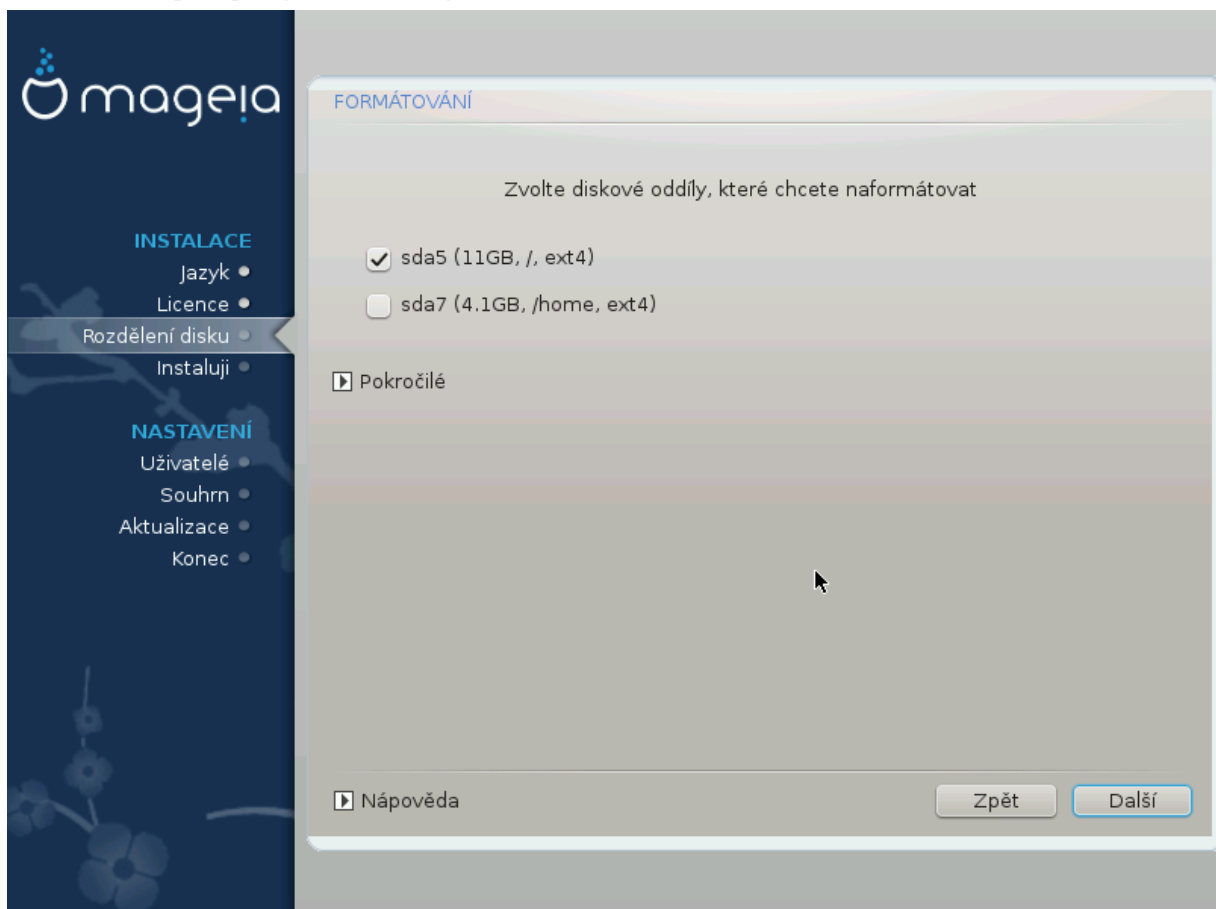 mageia
FORMÁTOVÁNÍ
Zvolte diskové oddíly, které chcete naformátovat
sda5 (11GB, /, ext4)
sda7 (4.1GB, /home, ext4)
Pokročilé
INSTALACE
Jazyk
Licence
Rozdělení disku
Instaluji
NASTAVENÍ
Uživatelé
Souhrn
Aktualizace
Konec
Nápověda
Zpět
Další